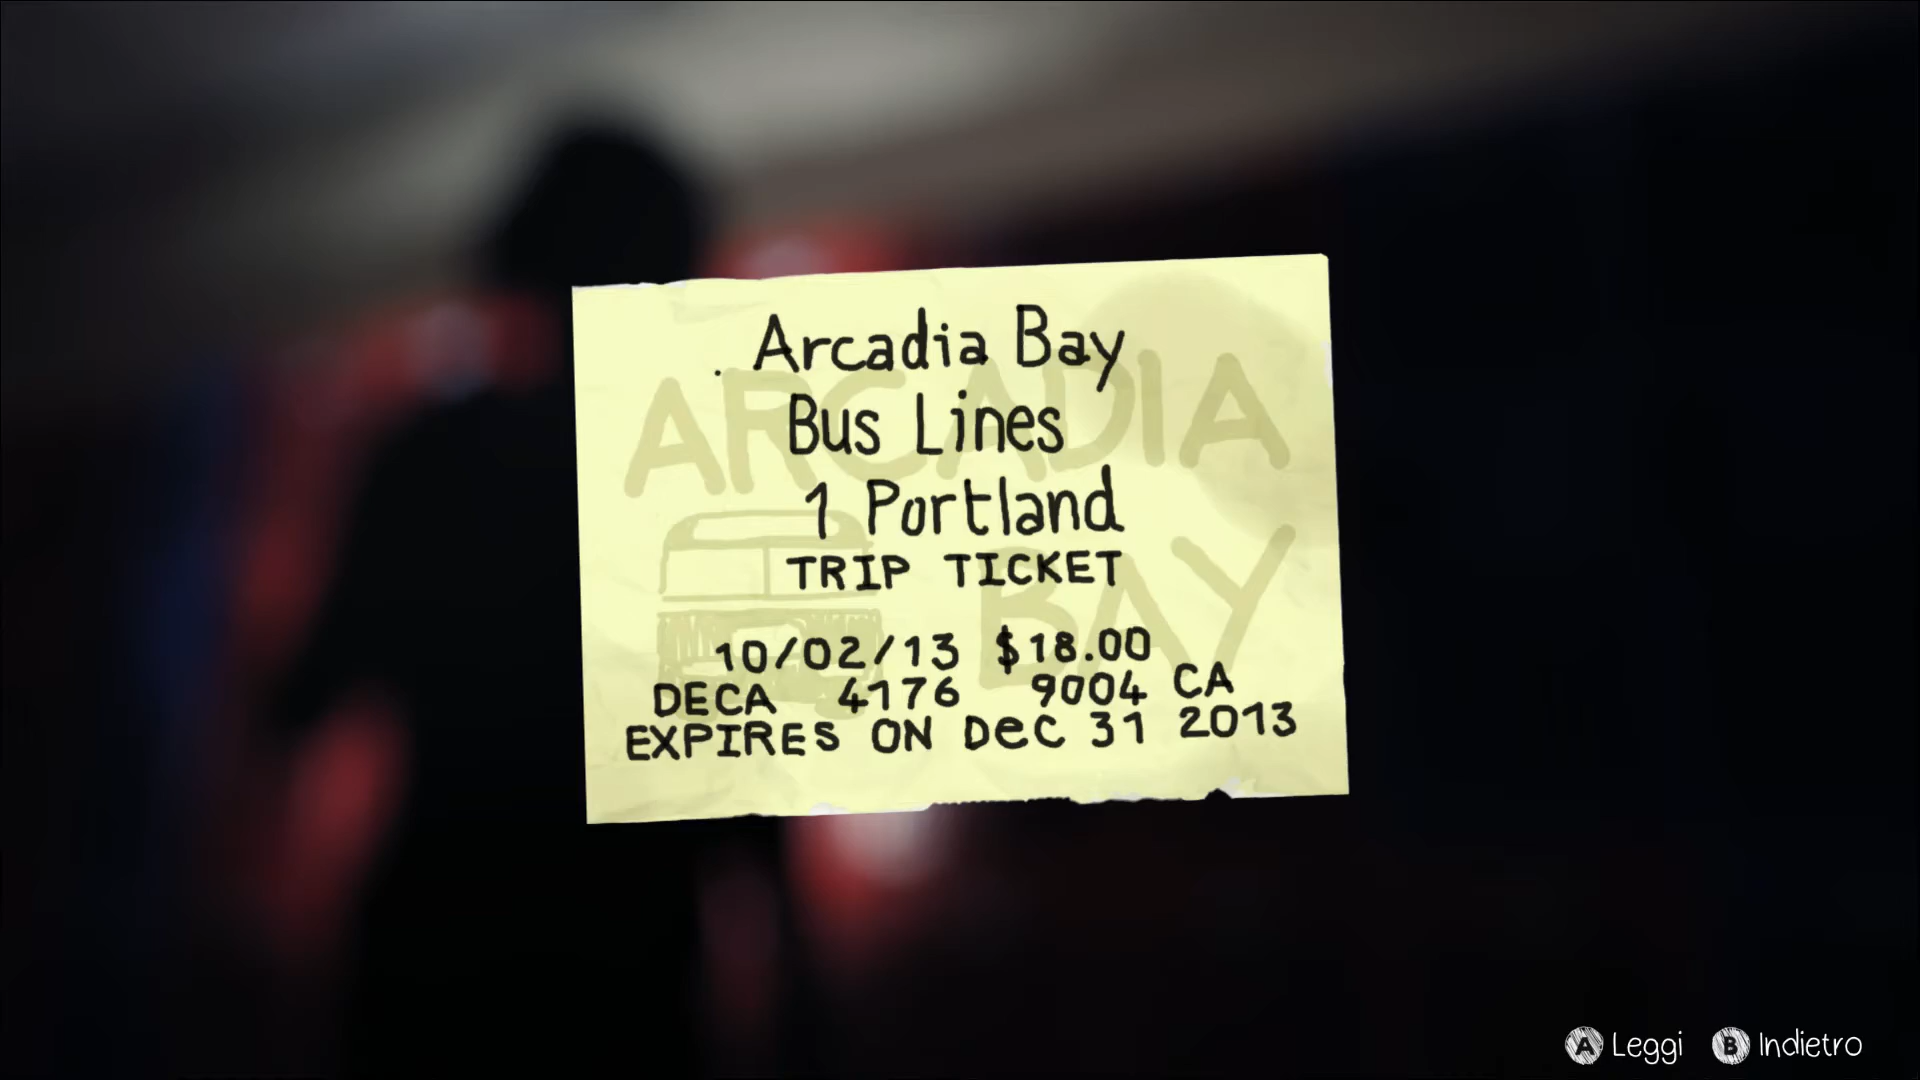 Arcadia Bay
Bus Lines
1 Portland
TRIP TICKET
ARCADIA
BAY
10/02/13 $18.00
DECA 4176 9004 CA
EXPIRES ON DeC 31 2013
A Leggi B Indietro